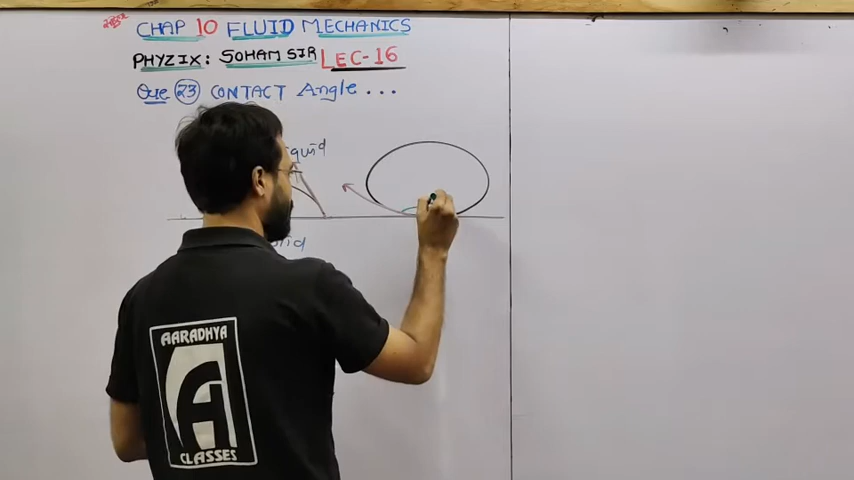 CHAP 10 FLUID MECHANICS
PHYZIX: SOHAM SIR LEC-16
Que 23 CONTACT Angle ...
AARADHYA
CLASSES